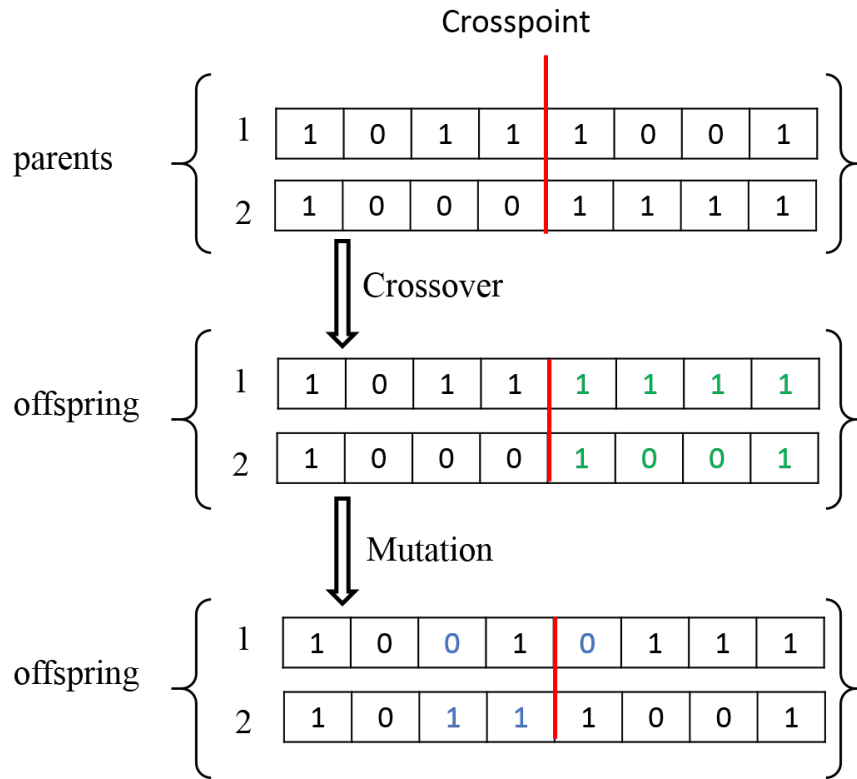 Crosspoint
parents
1 1 0 1 1 1 0 0 1
2 1 0 0 0 1 1 1 1
Crossover
offspring
1 1 0 1 1 1 1 1 1
2 1 0 0 0 1 0 0 1
Mutation
offspring
1 1 0 0 1 0 1 1 1
2 1 0 1 1 1 0 0 1